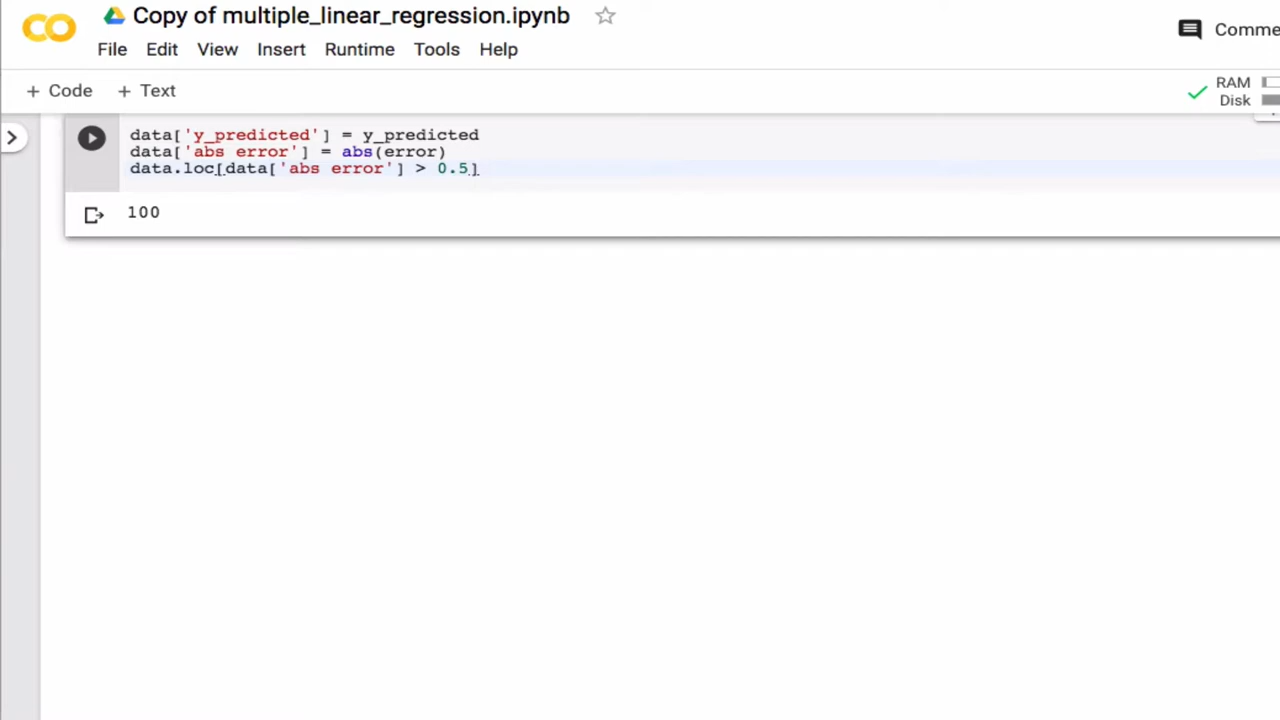 Copy of multiple_linear_regression.ipynb
Comme
File Edit View Insert Runtime Tools Help
+ Code + Text
RAM
Disk
data['y_predicted'] = y_predicted
data['abs error'] = abs(error)
data.loc[data['abs error'] > 0.5]
100